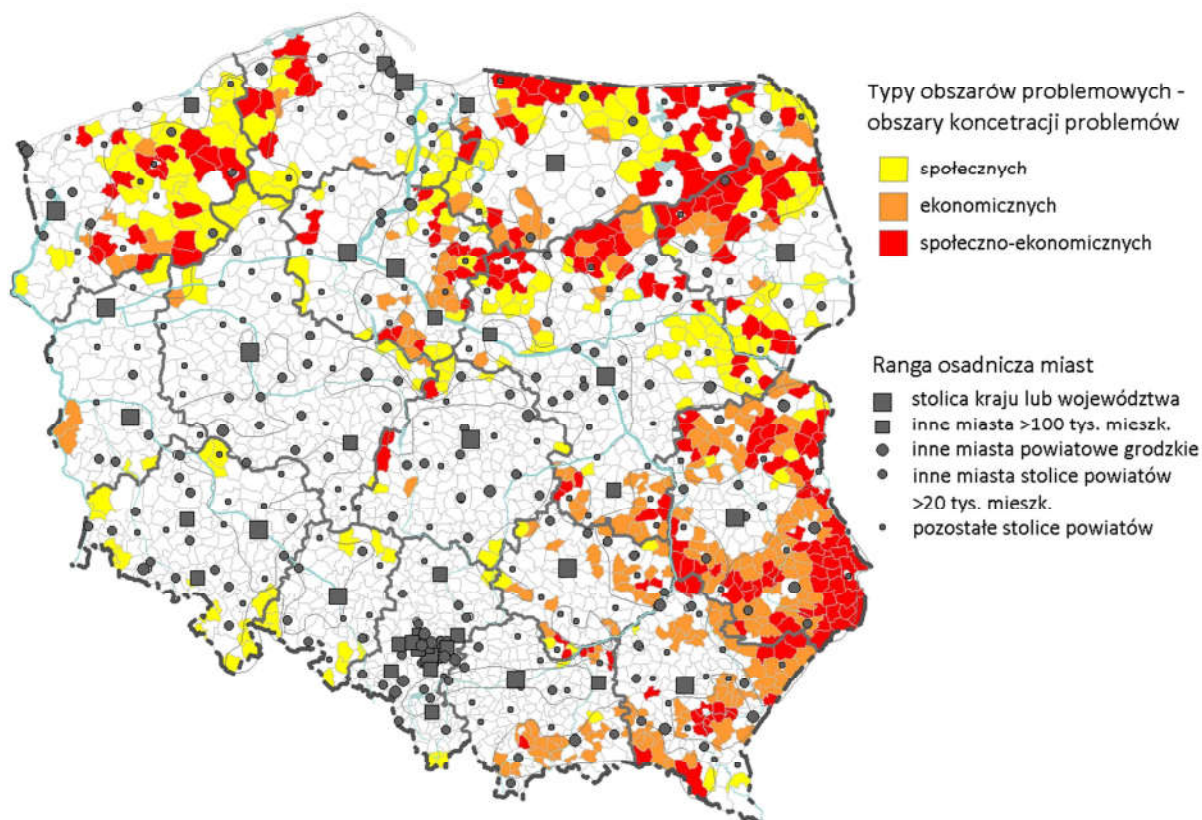 Typy obszarów problemowych -
obszary koncetracji problemów
społecznych
ekonomicznych
społeczno-ekonomicznych
Ranga osadnicza miast
stolica kraju lub województwa
inne miasta >100 tys. mieszk.
inne miasta powiatowe grodzkie
inne miasta stolice powiatów
>20 tys. mieszk.
pozostałe stolice powiatów